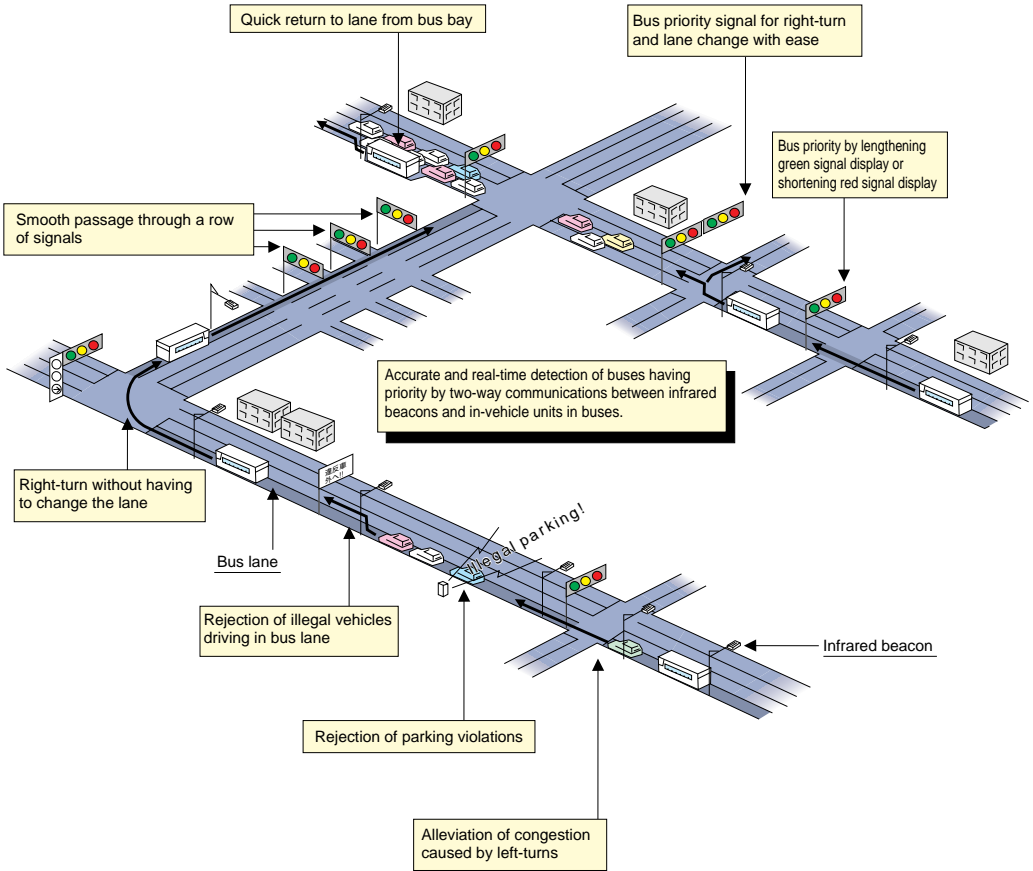 Quick return to lane from bus bay
Bus priority signal for right-turn
and lane change with ease
Bus priority by lengthening
green signal display or
shortening red signal display
Smooth passage through a row
of signals
Accurate and real-time detection of buses having
priority by two-way communications between infrared
beacons and in-vehicle units in buses.
Right-turn without having
to change the lane
違反車
外へ!!
Illegal parking!
Bus lane
Rejection of illegal vehicles
driving in bus lane
Infrared beacon
Rejection of parking violations
Alleviation of congestion
caused by left-turns